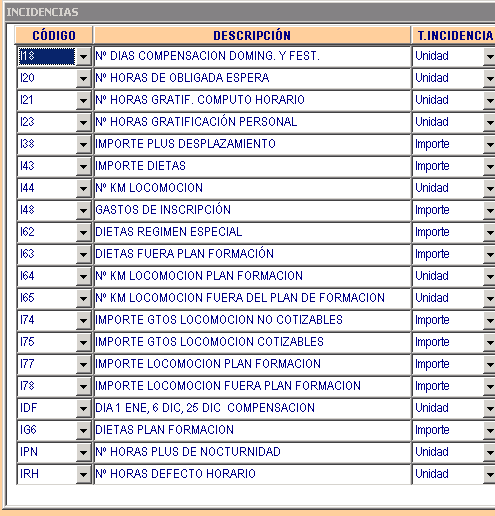 INCIDENCIAS
CÓDIGO DESCRIPCIÓN T.INCIDENCIA
I18 Nº DIAS COMPENSACION DOMING. Y FEST. Unidad
I20 Nº HORAS DE OBLIGADA ESPERA Unidad
I21 Nº HORAS GRATIF. COMPUTO HORARIO Unidad
I23 Nº HORAS GRATIFICACIÓN PERSONAL Unidad
I38 IMPORTE PLUS DESPLAZAMIENTO Importe
I43 IMPORTE DIETAS Importe
I44 Nº KM LOCOMOCION Unidad
I48 GASTOS DE INSCRIPCIÓN Importe
I62 DIETAS REGIMEN ESPECIAL Importe
I63 DIETAS FUERA PLAN FORMACIÓN Importe
I64 Nº KM LOCOMOCION PLAN FORMACION Unidad
I65 Nº KM LOCOMOCION FUERA DEL PLAN DE FORMACION Unidad
I74 IMPORTE GTOS LOCOMOCION NO COTIZABLES Importe
I75 IMPORTE GTOS LOCOMOCION COTIZABLES Importe
I77 IMPORTE LOCOMOCION PLAN FORMACION Importe
I78 IMPORTE LOCOMOCION FUERA PLAN FORMACION Importe
IDF DIA 1 ENE, 6 DIC, 25 DIC COMPENSACION Unidad
IG6 DIETAS PLAN FORMACION Importe
IPN Nº HORAS PLUS DE NOCTURNIDAD Unidad
IRH Nº HORAS DEFECTO HORARIO Unidad